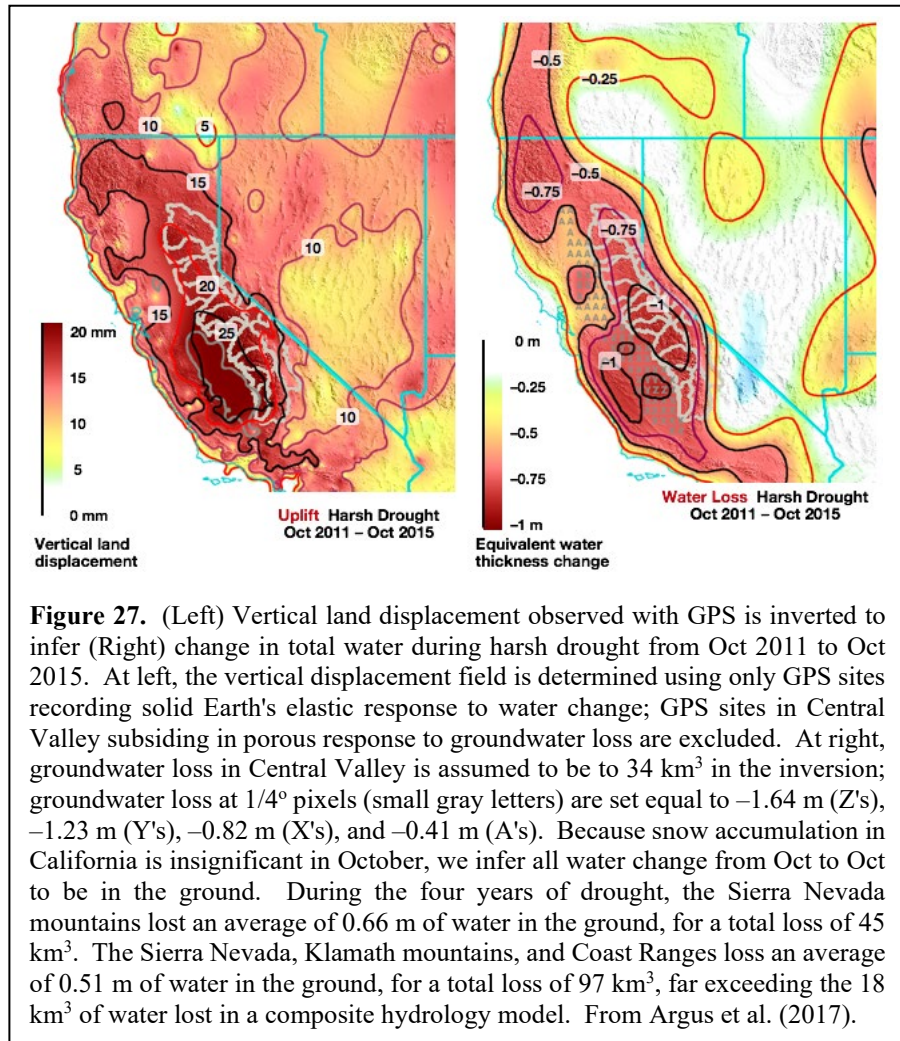 10
5
15
10
20
15
25
10
20 mm
15
10
5
0 mm
Vertical land
displacement
Uplift Harsh Drought
Oct 2011 – Oct 2015
–0.5
–0.25
–0.5
–0.75
–0.75
–1
–1
0 m
–0.25
–0.5
–0.75
–1 m
Equivalent water
thickness change
Water Loss Harsh Drought
Oct 2011 – Oct 2015
Figure 27. (Left) Vertical land displacement observed with GPS is inverted to
infer (Right) change in total water during harsh drought from Oct 2011 to Oct
2015. At left, the vertical displacement field is determined using only GPS sites
recording solid Earth's elastic response to water change; GPS sites in Central
Valley subsiding in porous response to groundwater loss are excluded. At right,
groundwater loss in Central Valley is assumed to be to 34 km³ in the inversion;
groundwater loss at 1/4° pixels (small gray letters) are set equal to –1.64 m (Z's),
–1.23 m (Y's), –0.82 m (X's), and –0.41 m (A's). Because snow accumulation in
California is insignificant in October, we infer all water change from Oct to Oct
to be in the ground. During the four years of drought, the Sierra Nevada
mountains lost an average of 0.66 m of water in the ground, for a total loss of 45
km³. The Sierra Nevada, Klamath mountains, and Coast Ranges loss an average
of 0.51 m of water in the ground, for a total loss of 97 km³, far exceeding the 18
km³ of water lost in a composite hydrology model. From Argus et al. (2017).